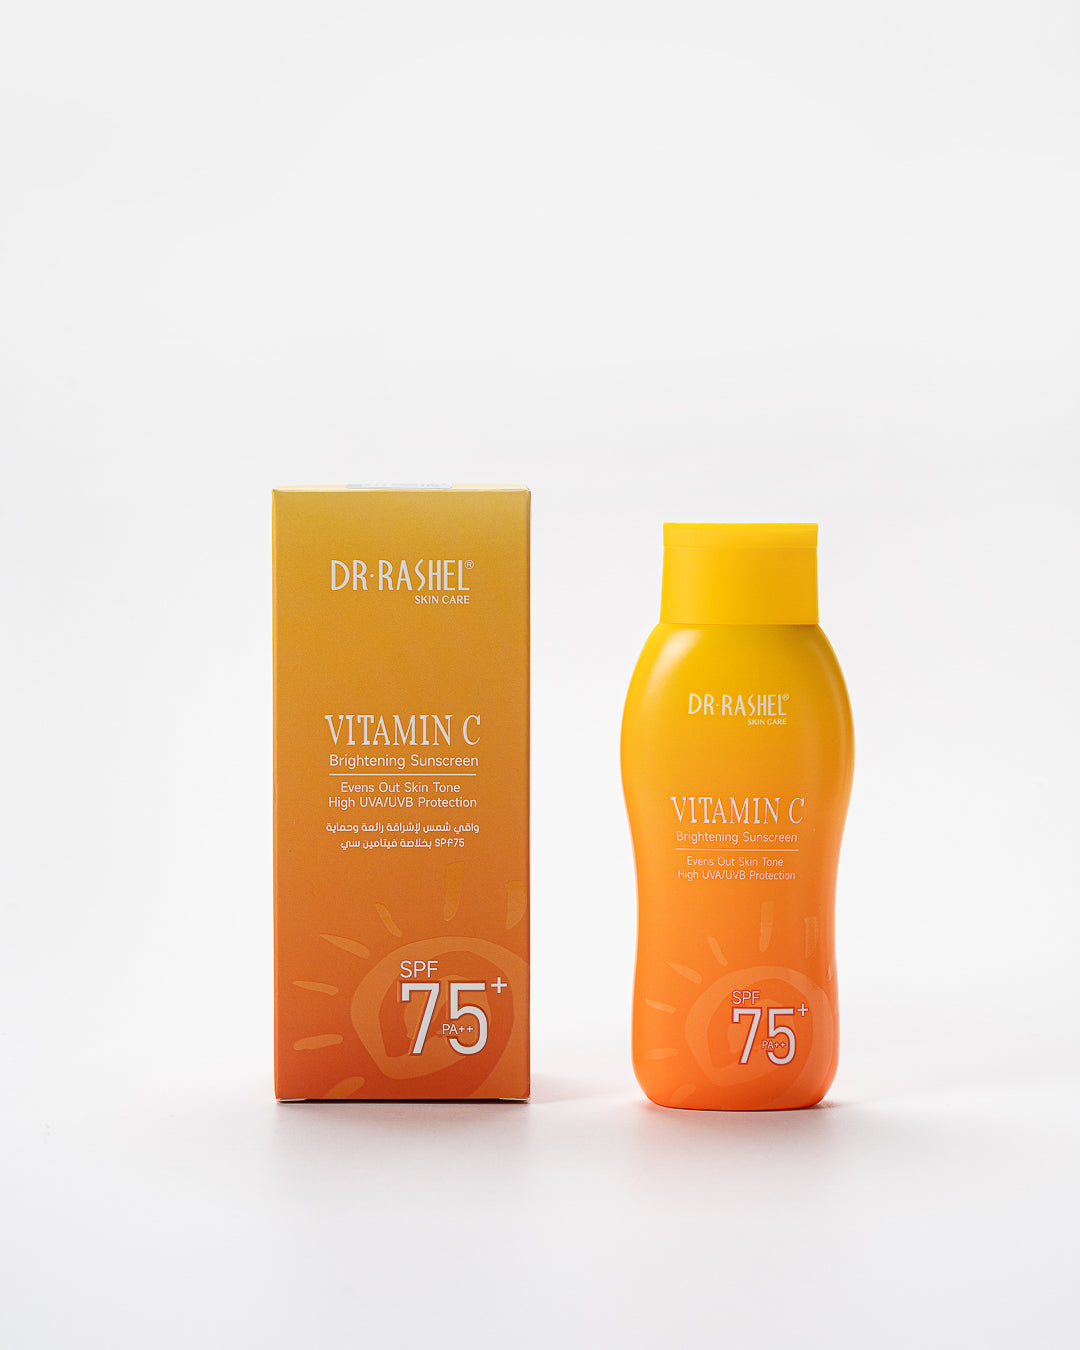 DR·RASHEL®
SKIN CARE
VITAMIN C
Brightening Sunscreen
Evens Out Skin Tone
High UVA/UVB Protection
واقي شمس لإشراقة رائعة وحماية
SPF75 بخلاصة فيتامين سي
SPF
75+
PA++
DR·RASHEL®
SKIN CARE
VITAMIN C
Brightening Sunscreen
Evens Out Skin Tone
High UVA/UVB Protection
SPF
75+
PA++